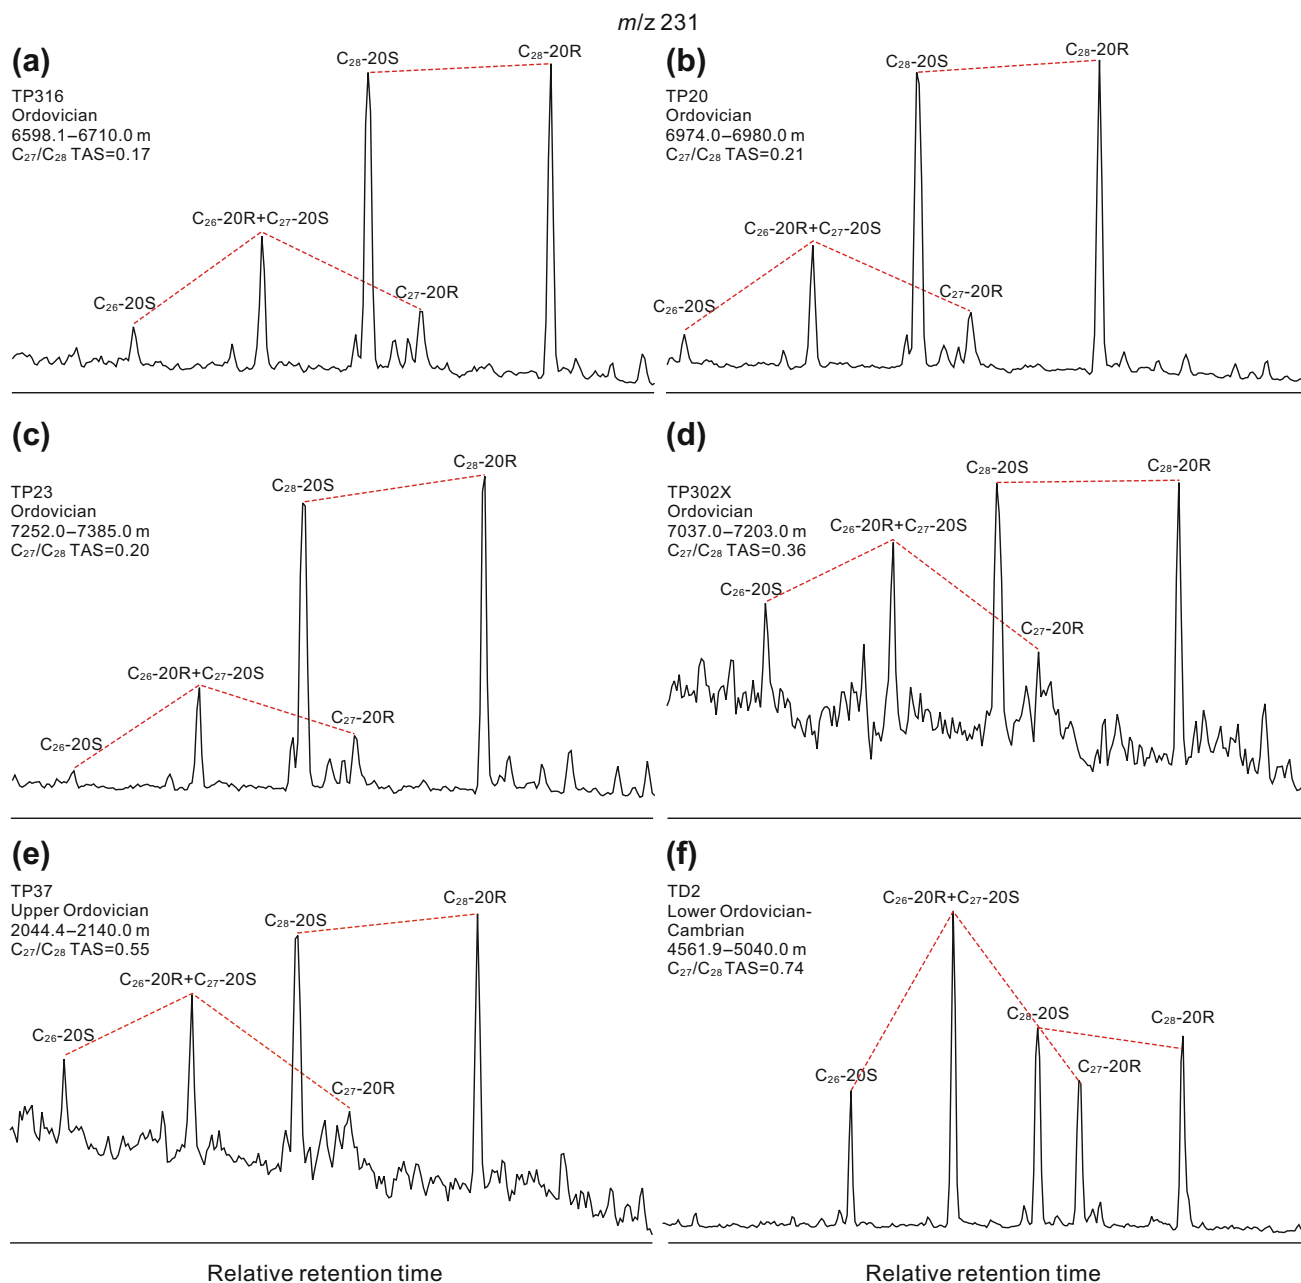 m/z 231
(a)
TP316
Ordovician
6598.1–6710.0 m
C₂₇/C₂₈ TAS=0.17
C₂₆-20S
C₂₆-20R+C₂₇-20S
C₂₈-20S
C₂₇-20R
C₂₈-20R
(b)
TP20
Ordovician
6974.0–6980.0 m
C₂₇/C₂₈ TAS=0.21
C₂₆-20S
C₂₆-20R+C₂₇-20S
C₂₈-20S
C₂₇-20R
C₂₈-20R
(c)
TP23
Ordovician
7252.0–7385.0 m
C₂₇/C₂₈ TAS=0.20
C₂₆-20S
C₂₆-20R+C₂₇-20S
C₂₈-20S
C₂₇-20R
C₂₈-20R
(d)
TP302X
Ordovician
7037.0–7203.0 m
C₂₇/C₂₈ TAS=0.36
C₂₆-20S
C₂₆-20R+C₂₇-20S
C₂₈-20S
C₂₇-20R
C₂₈-20R
(e)
TP37
Upper Ordovician
2044.4–2140.0 m
C₂₇/C₂₈ TAS=0.55
C₂₆-20S
C₂₆-20R+C₂₇-20S
C₂₈-20S
C₂₇-20R
C₂₈-20R
(f)
TD2
Lower Ordovician-
Cambrian
4561.9–5040.0 m
C₂₇/C₂₈ TAS=0.74
C₂₆-20S
C₂₆-20R+C₂₇-20S
C₂₈-20S
C₂₇-20R
C₂₈-20R
Relative retention time
Relative retention time